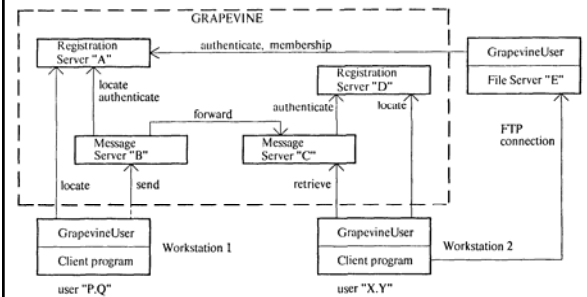 GRAPEVINE
Registration
Server "A"
authenticate, membership
GrapevineUser
File Server "E"
locate
authenticate
Registration
Server "D"
authenticate
locate
forward
FTP
connection
Message
Server "B"
Message
Server "C"
locate
send
retrieve
GrapevineUser
Client program
Workstation 1
user "P.Q"
GrapevineUser
Client program
Workstation 2
user "X.Y"